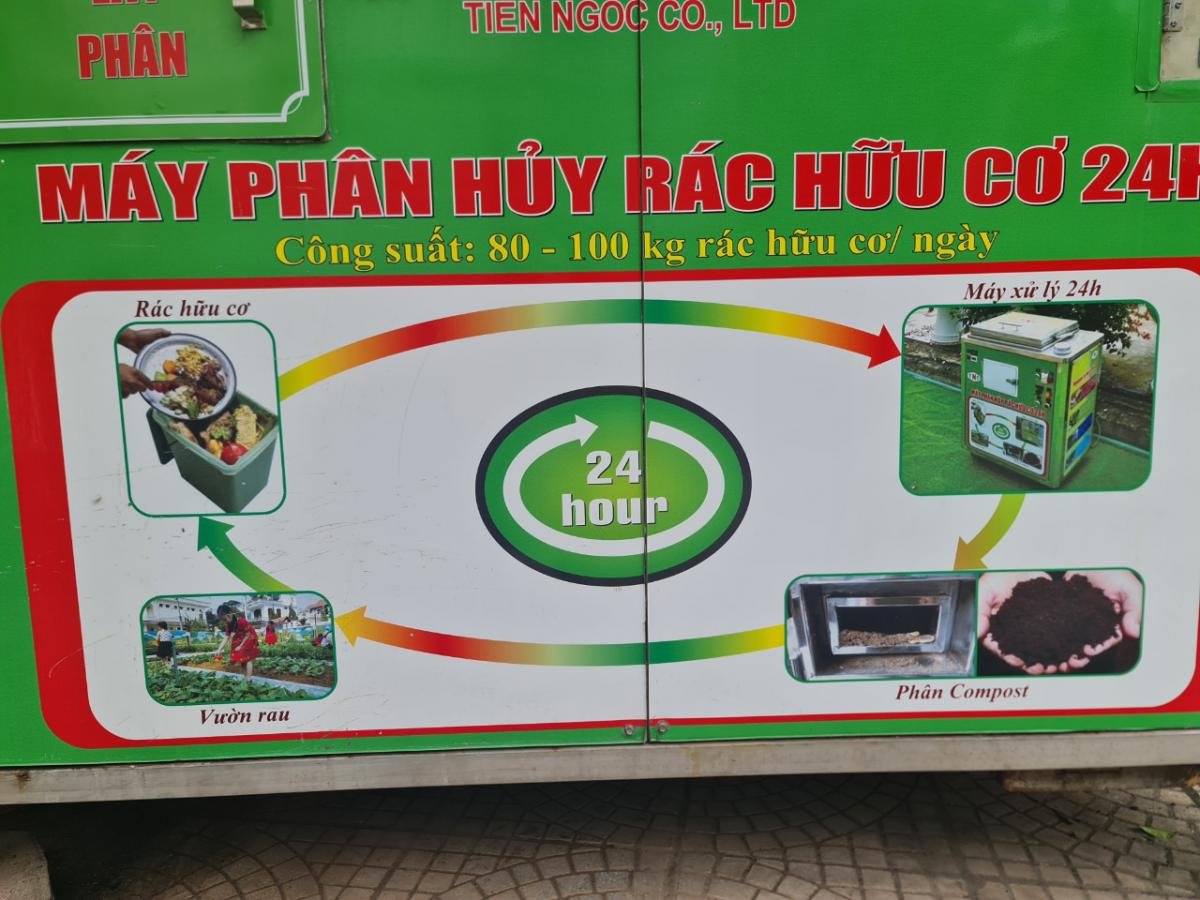 PHÂN
TIEN NGOC CO., LTD
MÁY PHÂN HỦY RÁC HỮU CƠ 24H
Công suất: 80 - 100 kg rác hữu cơ/ ngày
Rác hữu cơ
Máy xử lý 24h
24
hour
Phân Compost
Vườn rau